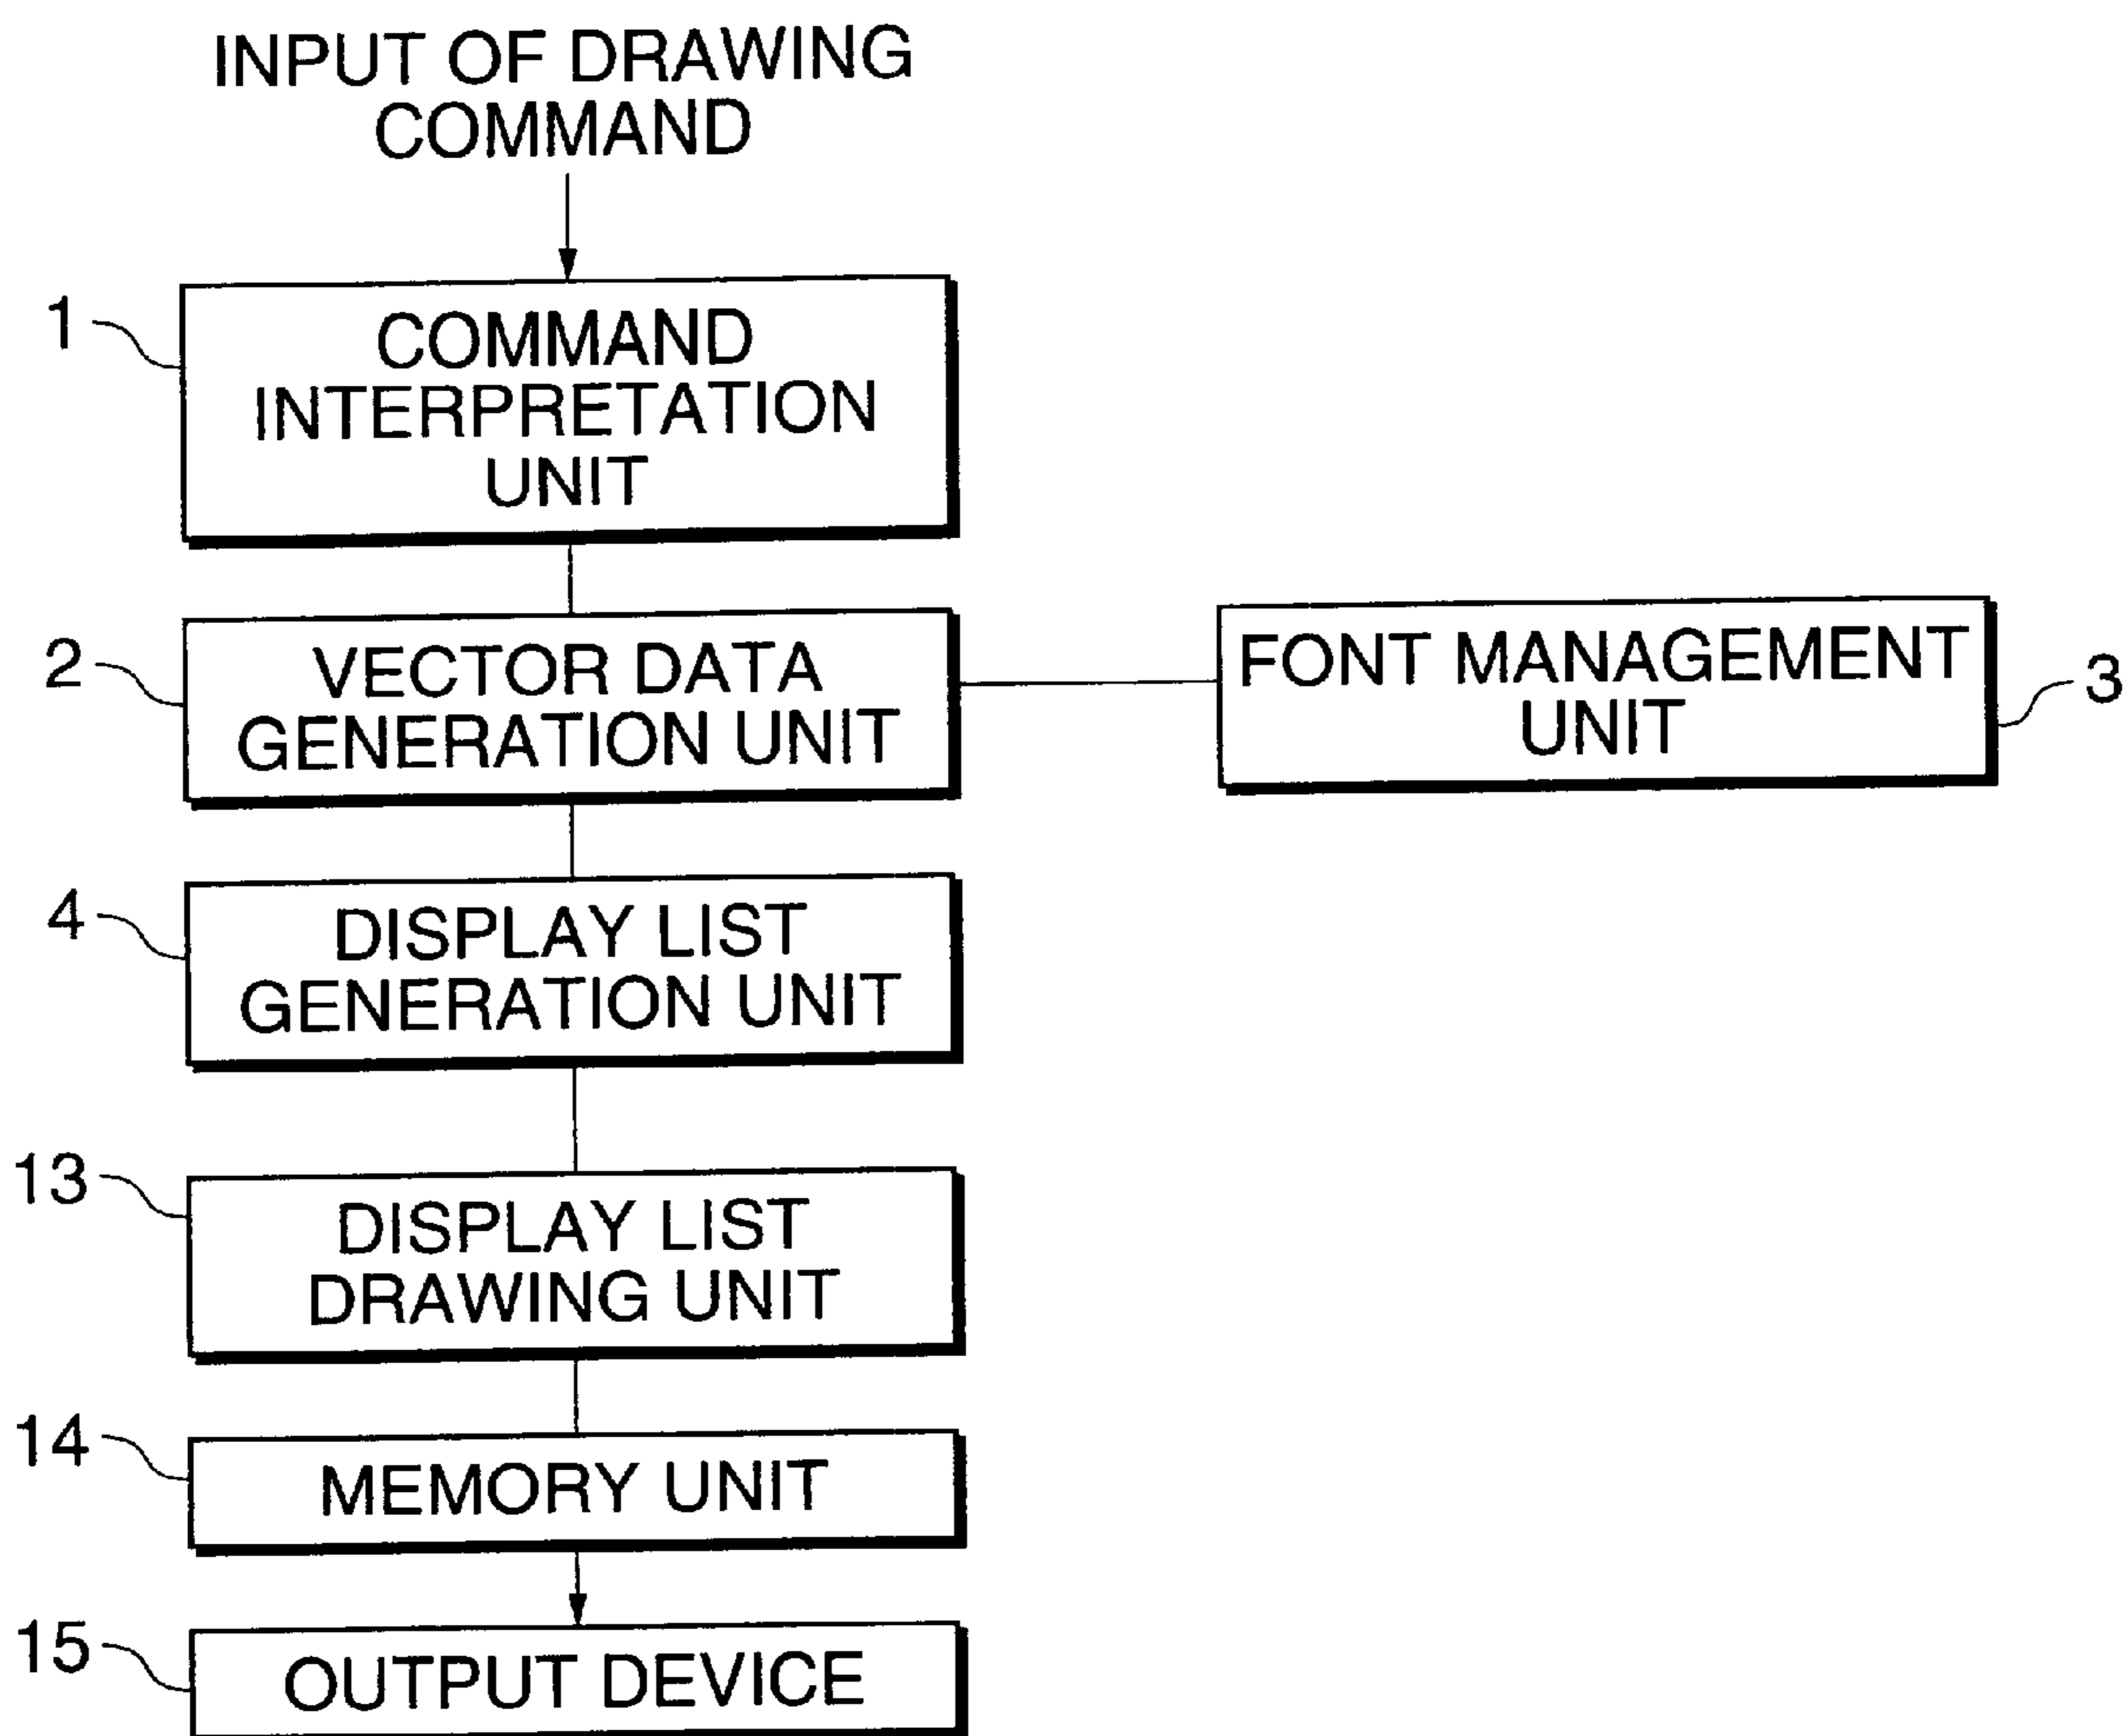 INPUT OF DRAWING
COMMAND
1
COMMAND
INTERPRETATION
UNIT
2
VECTOR DATA
GENERATION UNIT
FONT MANAGEMENT
UNIT
3
4
DISPLAY LIST
GENERATION UNIT
13
DISPLAY LIST
DRAWING UNIT
14
MEMORY UNIT
15
OUTPUT DEVICE